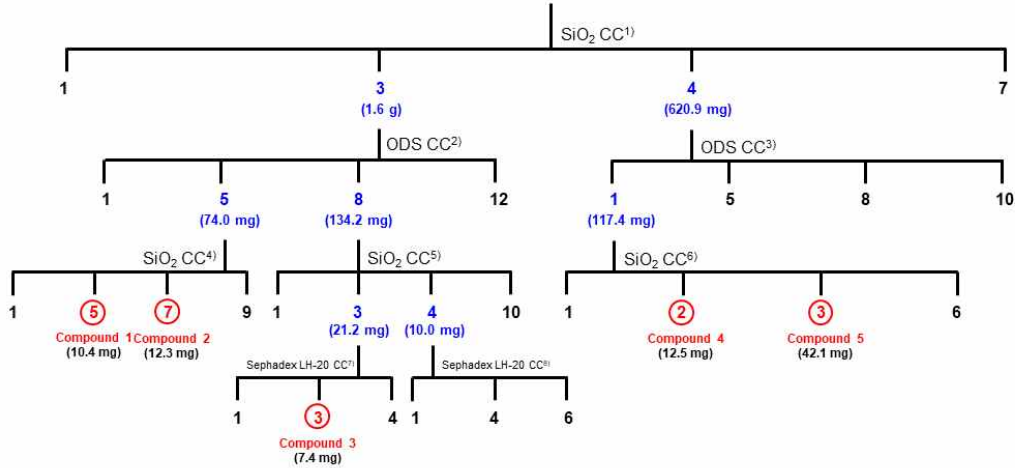 SiO₂ CC¹⁾
1 3 4 7
(1.6 g) (620.9 mg)
ODS CC²⁾ ODS CC³⁾
1 5 8 12 1 5 8 10
(74.0 mg) (134.2 mg) (117.4 mg)
SiO₂ CC⁴⁾ SiO₂ CC⁵⁾ SiO₂ CC⁶⁾
1 5 7 9 1 3 4 10 1 2 3 6
Compound 1 Compound 2 (21.2 mg) (10.0 mg) Compound 4 Compound 5
(10.4 mg) (12.3 mg) (12.5 mg) (42.1 mg)
Sephadex LH-20 CC⁷⁾ Sephadex LH-20 CC⁸⁾
1 3 4 1 4 6
Compound 3
(7.4 mg)